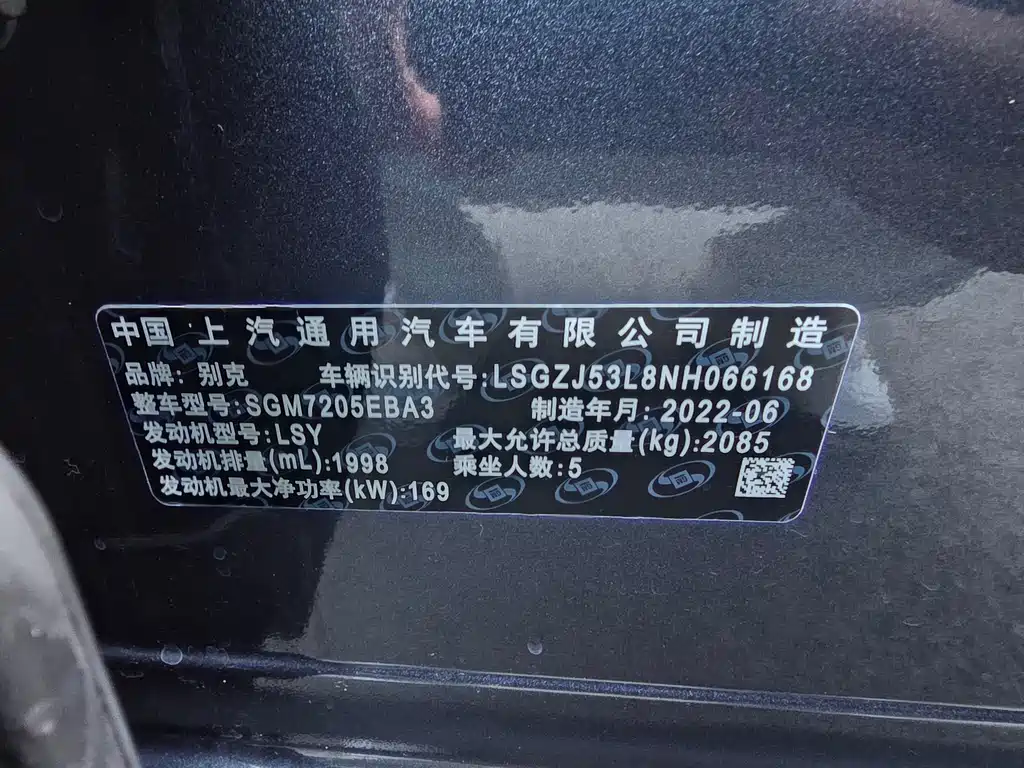 中国上汽通用汽车有限公司制造
品牌: 别克 车辆识别代号:LSGZJ53L8NH066168
整车型号:SGM7205EBA3 制造年月: 2022-06
发动机型号:LSY 最大允许总质量(kg):2085
发动机排量(mL):1998 乘坐人数:5
发动机最大净功率(kW):169